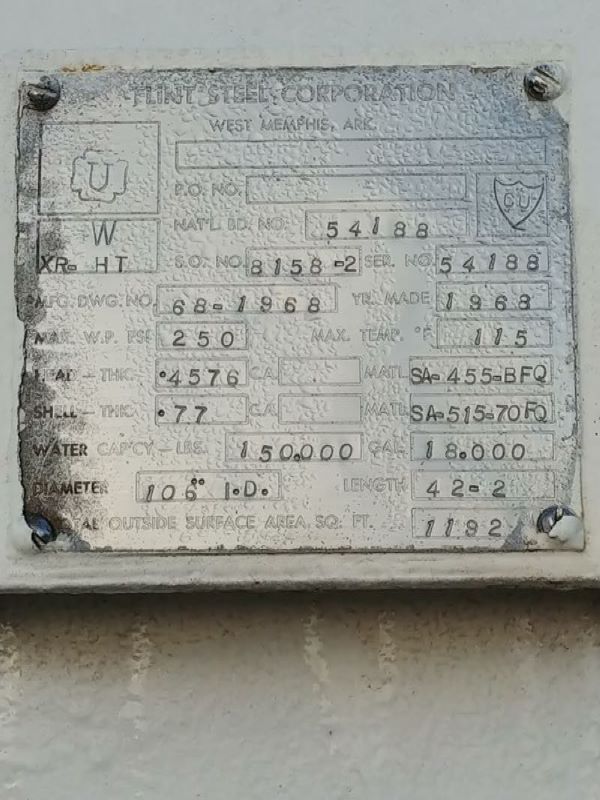 FLINT STEEL CORPORATION
WEST MEMPHIS, ARK.
U
P.O. NO.
CU
W
NAT'L. BD. NO. 54188
XR- HT S.O. NO. 8158-2 SER. NO. 54188
MFG. DWG. NO. 68-1968 YR. MADE 1968
MAX. W.P. PSI 250 MAX. TEMP. °F 115
HEAD - THK. .4576 C.A. MATL. SA-455-BFQ
SHELL - THK. .77 C.A. MATL. SA-515-70FQ
WATER CAP'CY - LBS. 150.000 GAL. 18.000
DIAMETER 106" I.D. LENGTH 42-2
TOTAL OUTSIDE SURFACE AREA, SQ. FT. 1192